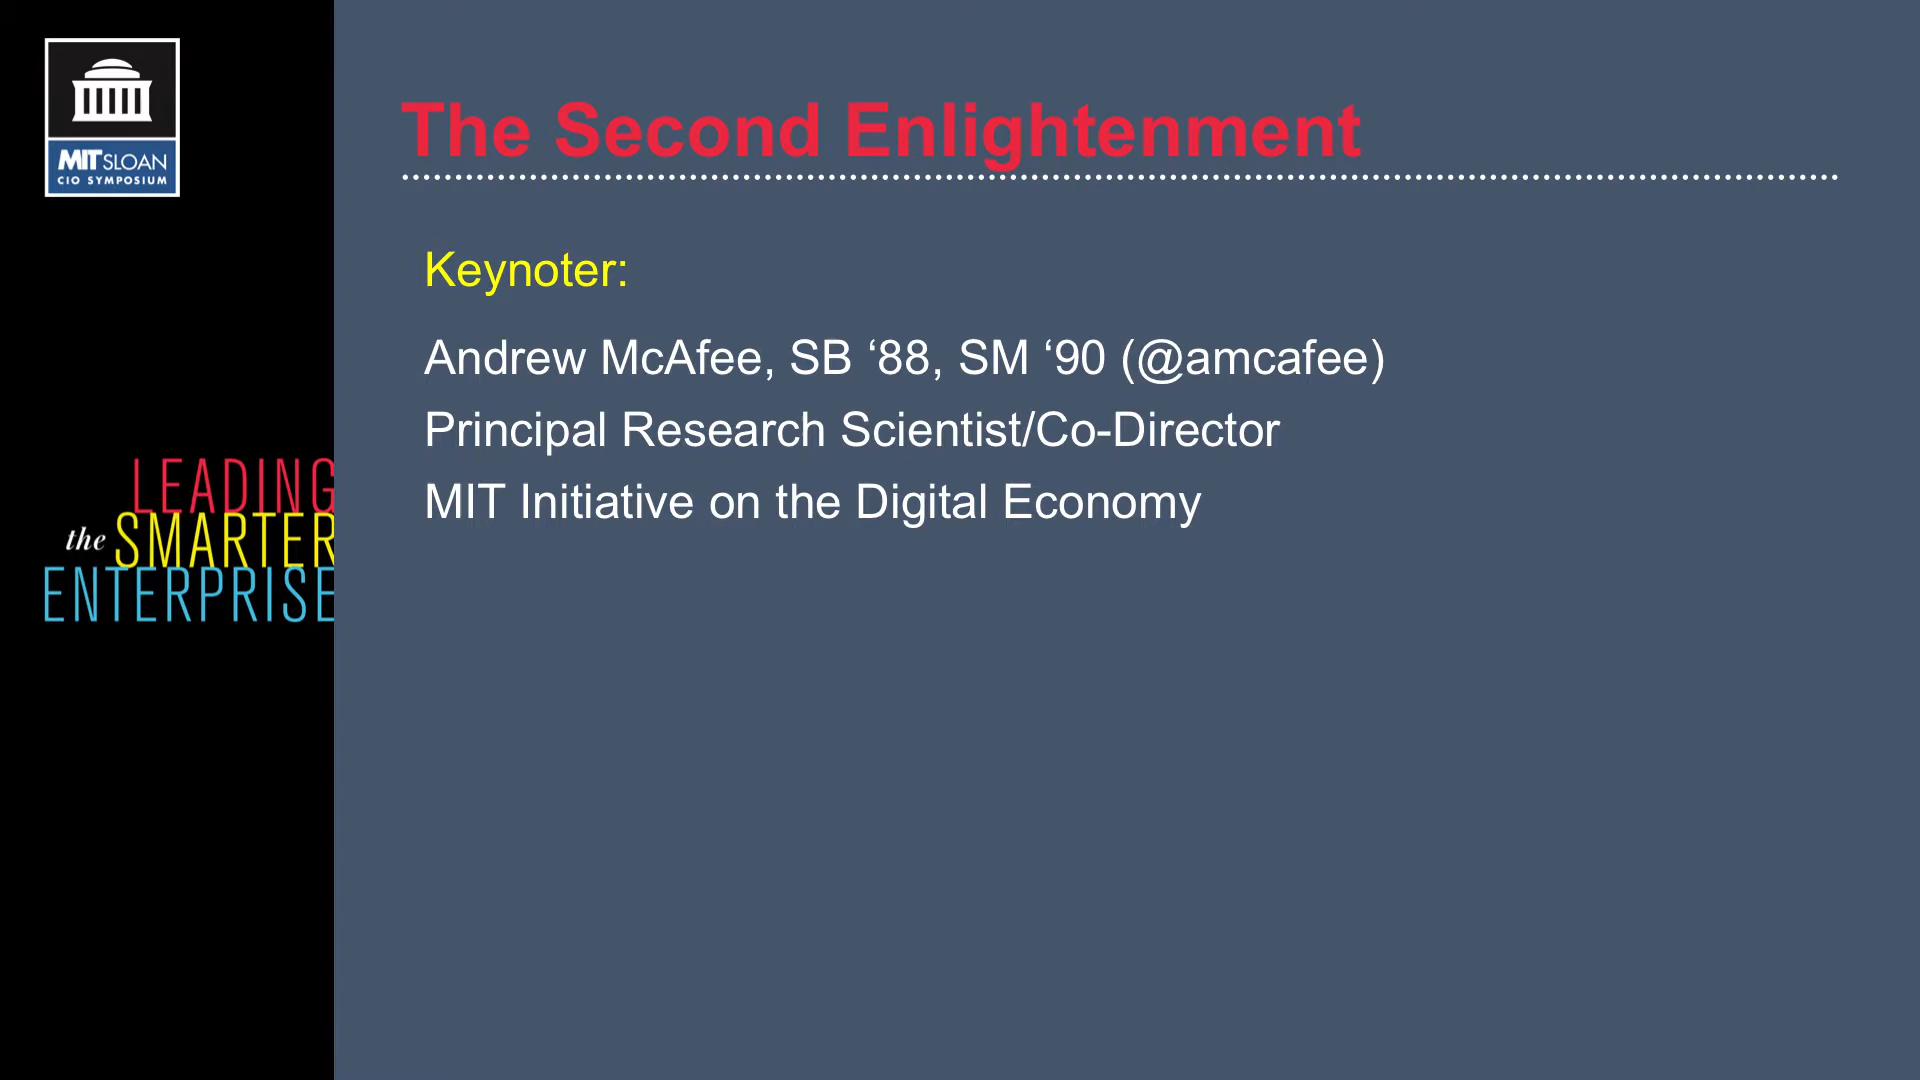 MIT SLOAN
CIO SYMPOSIUM
LEADING
the SMARTER
ENTERPRISE
The Second Enlightenment
Keynoter:
Andrew McAfee, SB ‘88, SM ‘90 (@amcafee)
Principal Research Scientist/Co-Director
MIT Initiative on the Digital Economy